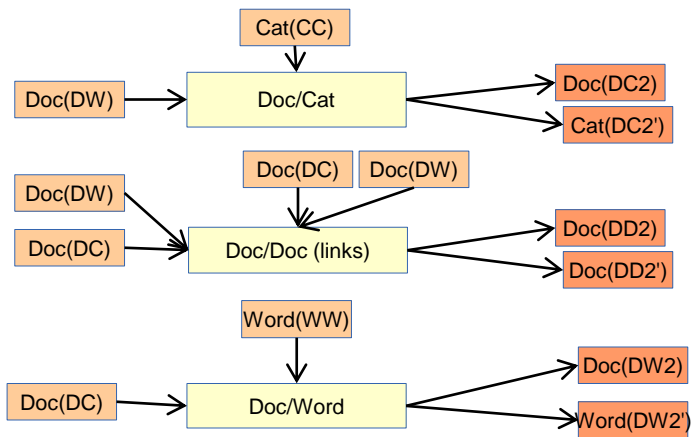 Cat(CC)
Doc(DW)
Doc/Cat
Doc(DC2)
Cat(DC2')
Doc(DC)
Doc(DW)
Doc(DW)
Doc(DC)
Doc/Doc (links)
Doc(DD2)
Doc(DD2')
Word(WW)
Doc(DC)
Doc/Word
Doc(DW2)
Word(DW2')